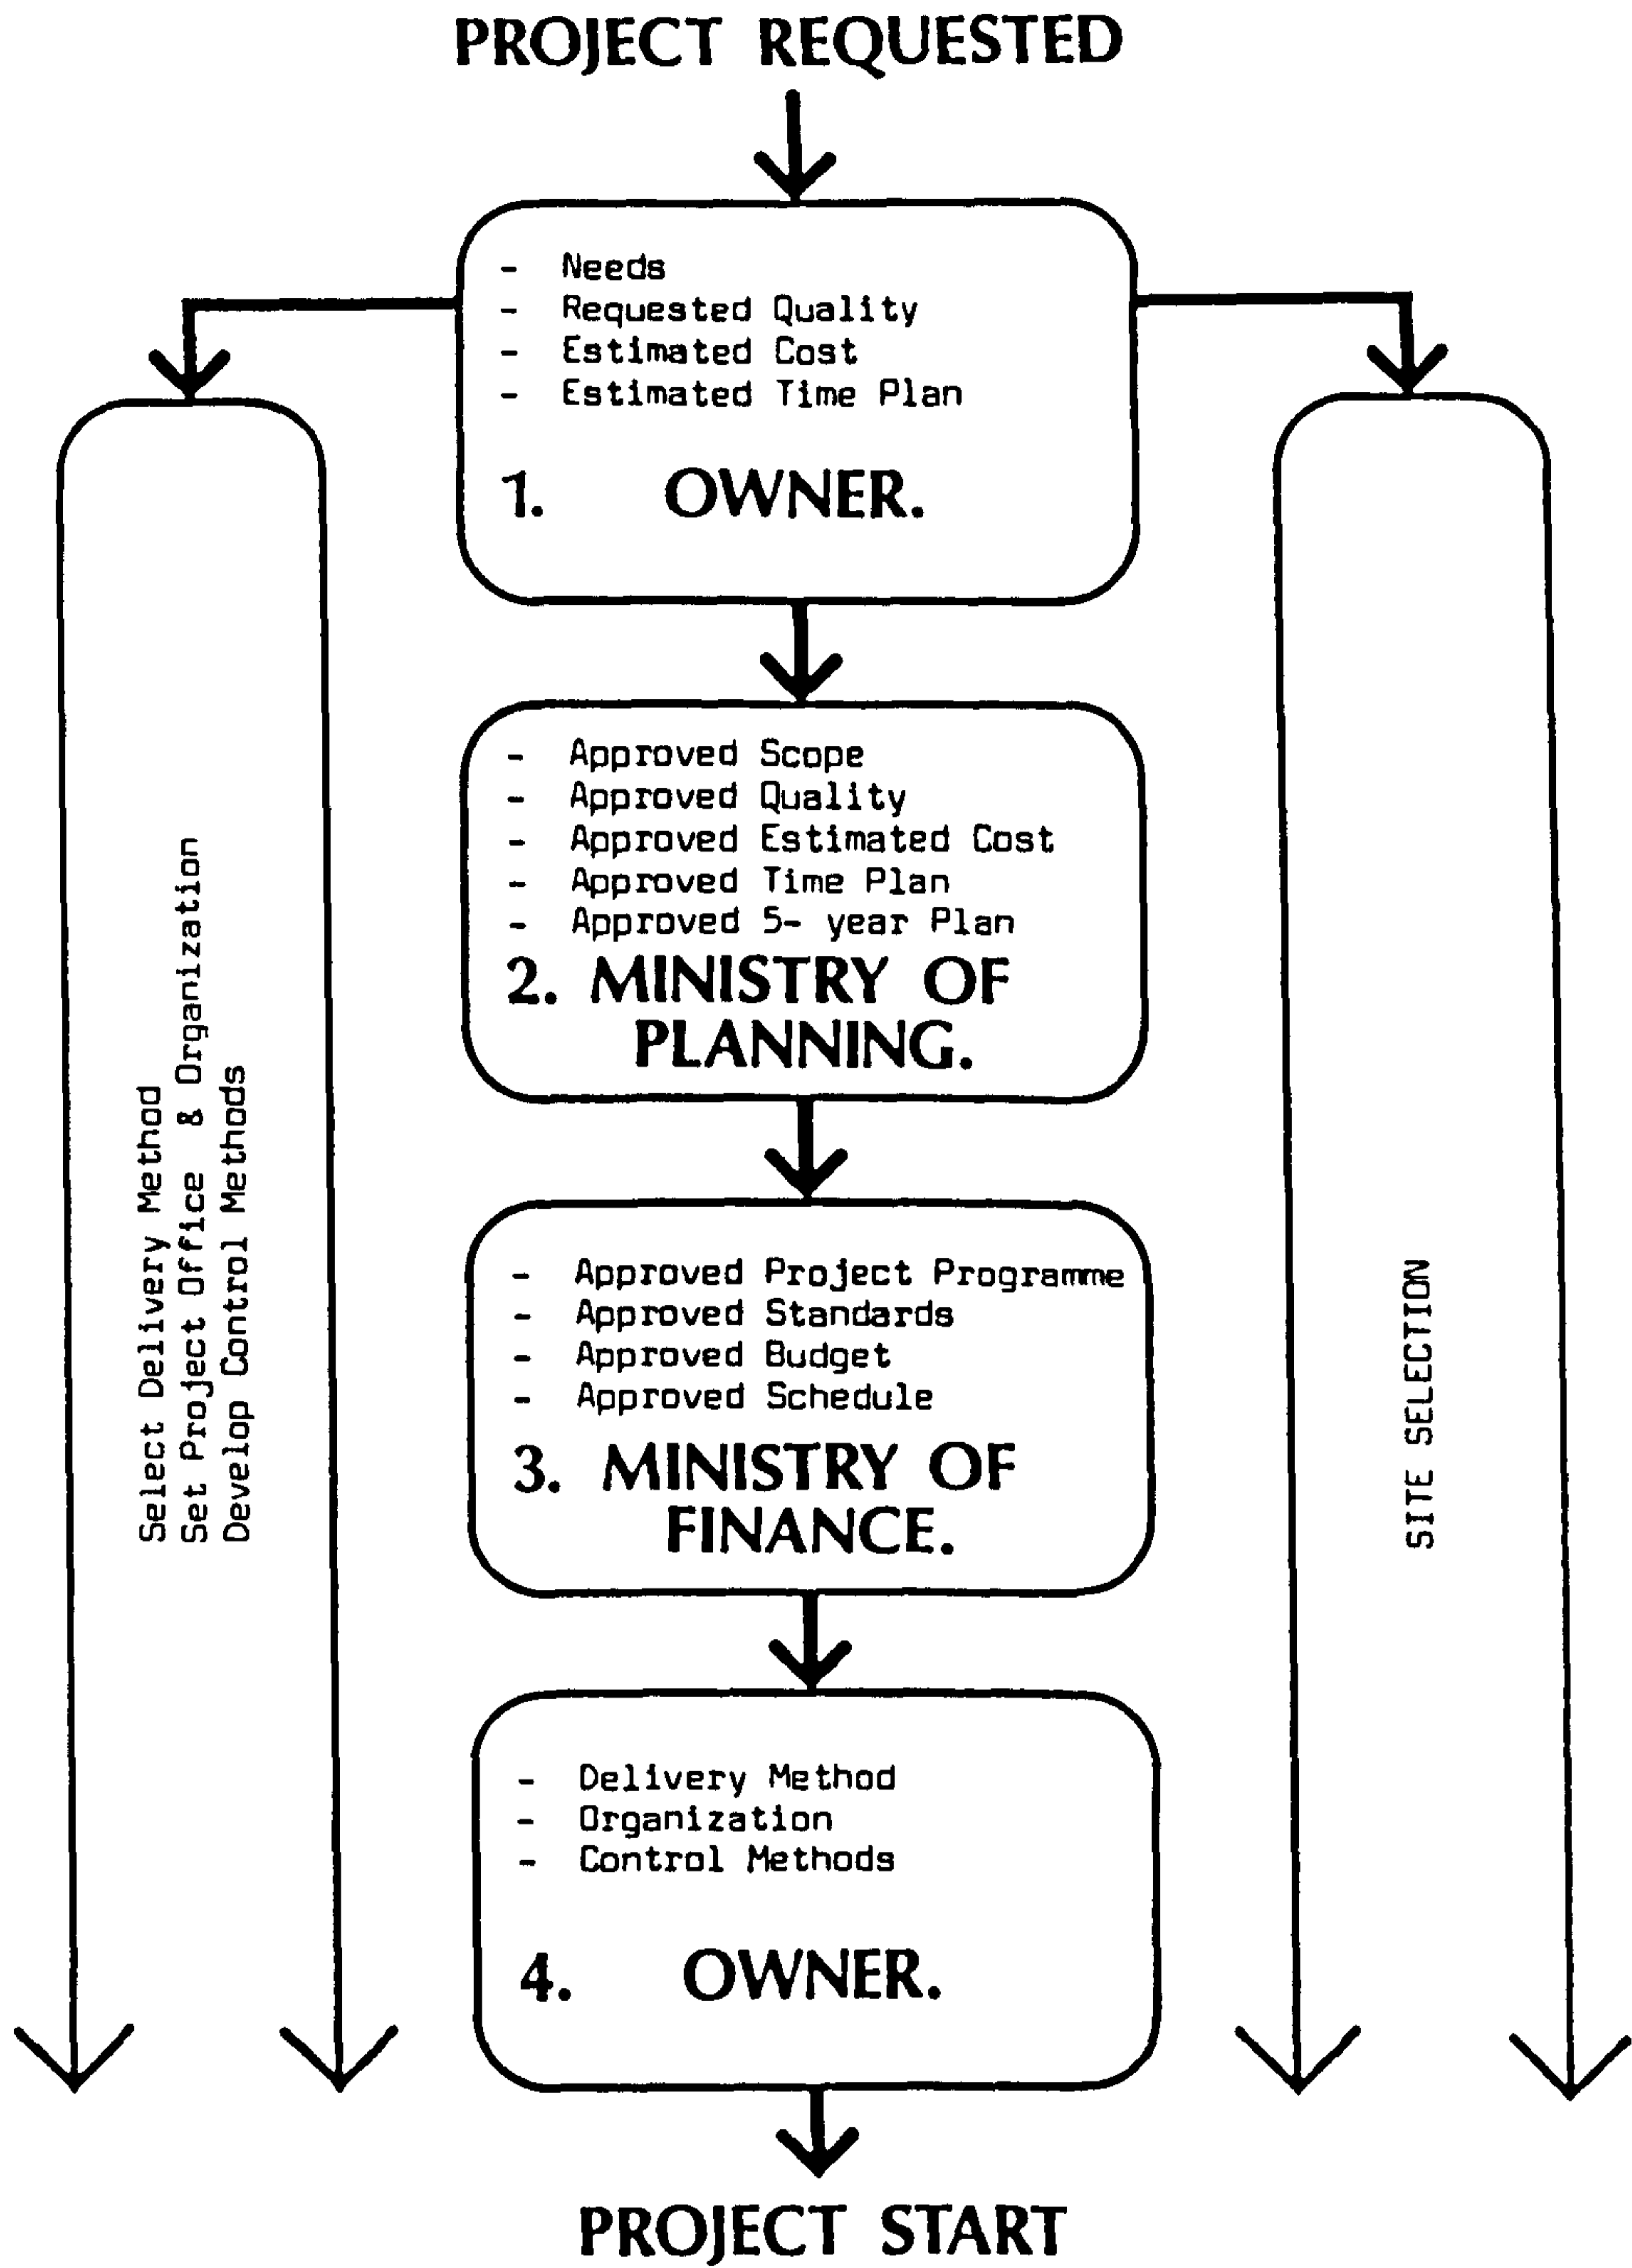 PROJECT REQUESTED
- Needs
- Requested Quality
- Estimated Cost
- Estimated Time Plan
1. OWNER.
- Approved Scope
- Approved Quality
- Approved Estimated Cost
- Approved Time Plan
- Approved 5- year Plan
2. MINISTRY OF
PLANNING.
- Approved Project Programme
- Approved Standards
- Approved Budget
- Approved Schedule
3. MINISTRY OF
FINANCE.
- Delivery Method
- Organization
- Control Methods
4. OWNER.
PROJECT START
Select Delivery Method
Set Project Office & Organization
Develop Control Methods
SITE SELECTION